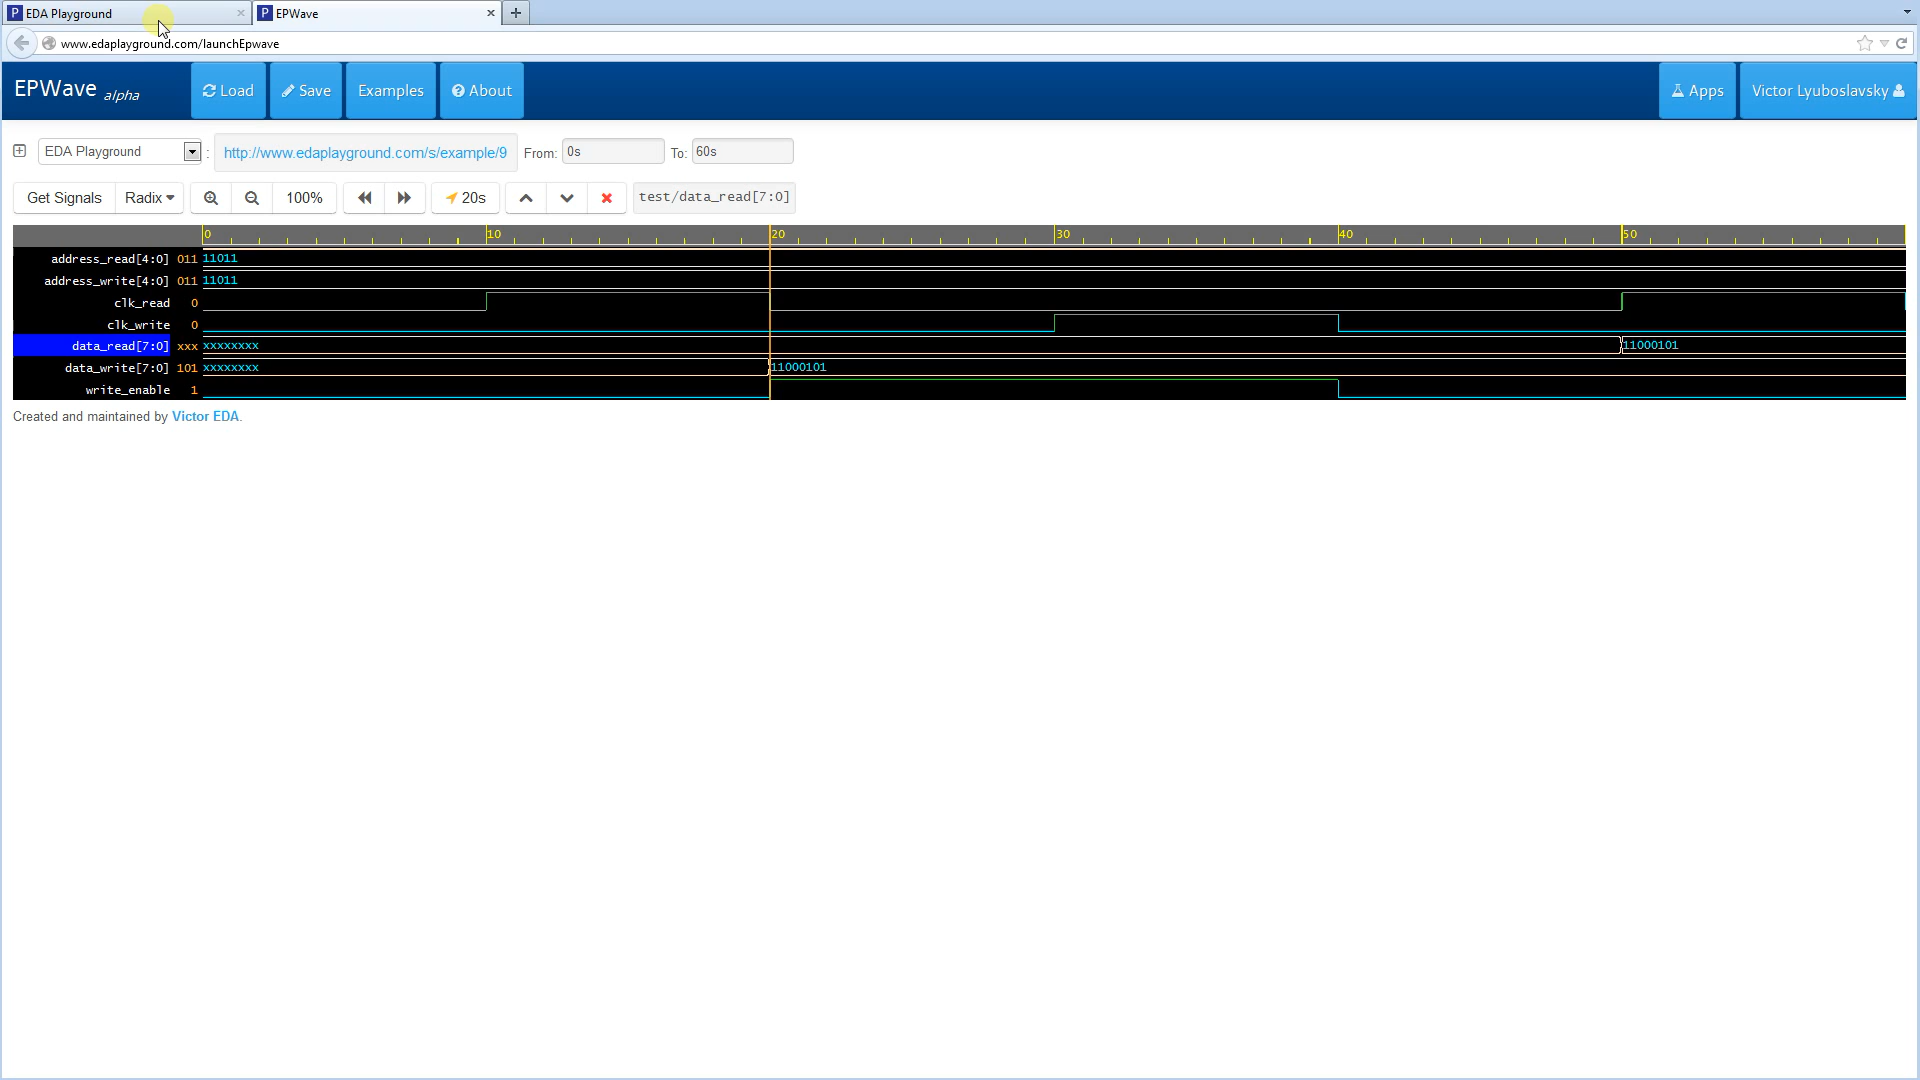 EDA Playground
EPWave
www.edaplayground.com/launchEpwave
EPWave alpha Load Save Examples About Apps Victor Lyuboslavsky
EDA Playground : http://www.edaplayground.com/s/example/9 From: 0s To: 60s
Get Signals Radix 100% 20s test/data_read[7:0]
0 10 20 30 40 50
address_read[4:0] 011 11011
address_write[4:0] 011 11011
clk_read 0
clk_write 0
data_read[7:0] xxx xxxxxxxx 11000101
data_write[7:0] 101 xxxxxxxx 11000101
write_enable 1
Created and maintained by Victor EDA.